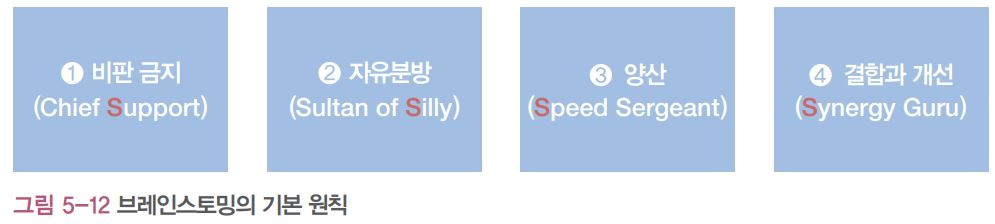 ❶ 비판 금지
(Chief Support)
❷ 자유분방
(Sultan of Silly)
❸ 양산
(Speed Sergeant)
❹ 결합과 개선
(Synergy Guru)
그림 5-12 브레인스토밍의 기본 원칙